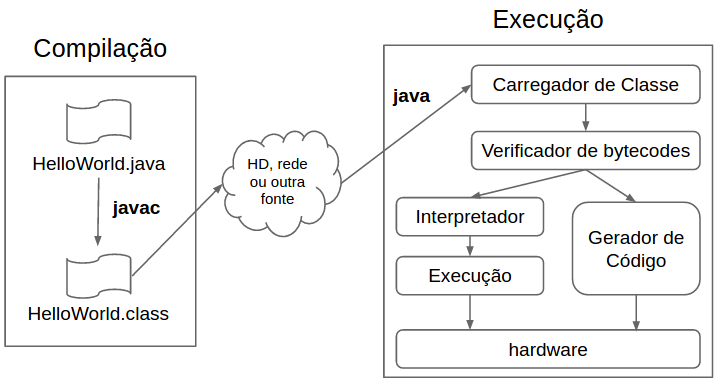 Compilação
HelloWorld.java
javac
HelloWorld.class
HD, rede
ou outra
fonte
java
Execução
Carregador de Classe
Verificador de bytecodes
Interpretador
Execução
Gerador de
Código
hardware